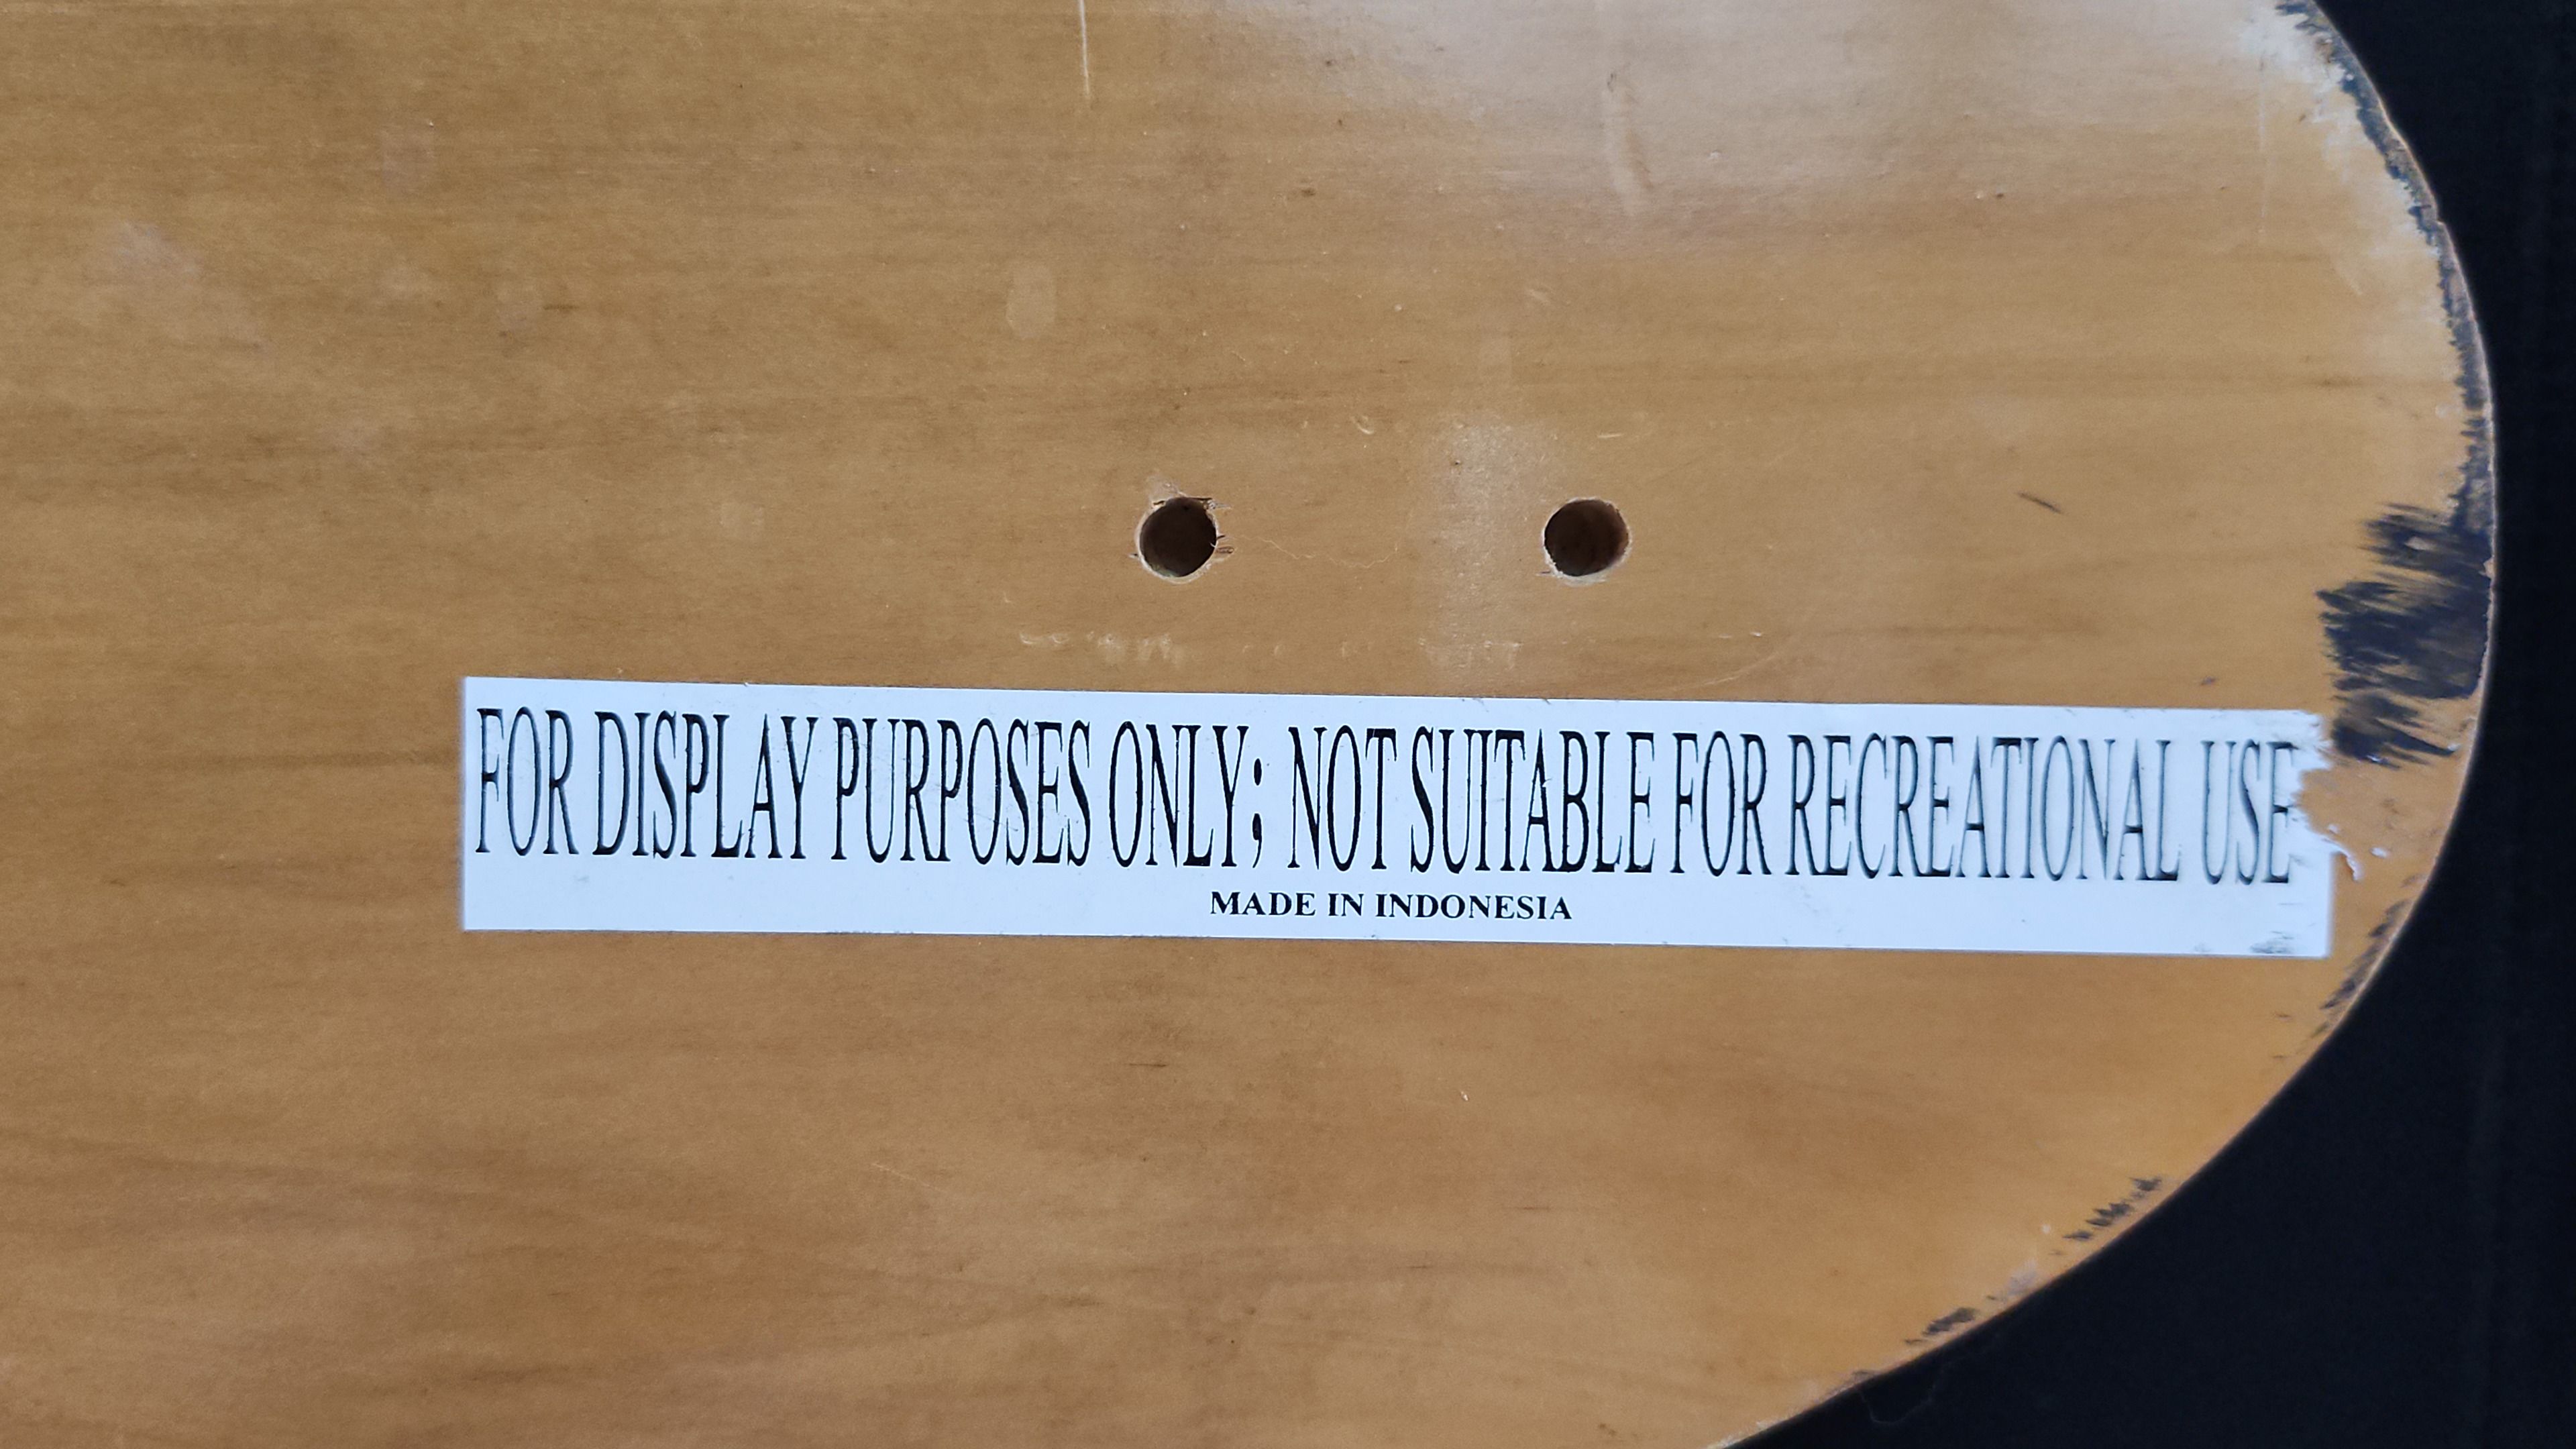 FOR DISPLAY PURPOSES ONLY; NOT SUITABLE FOR RECREATIONAL USE
MADE IN INDONESIA